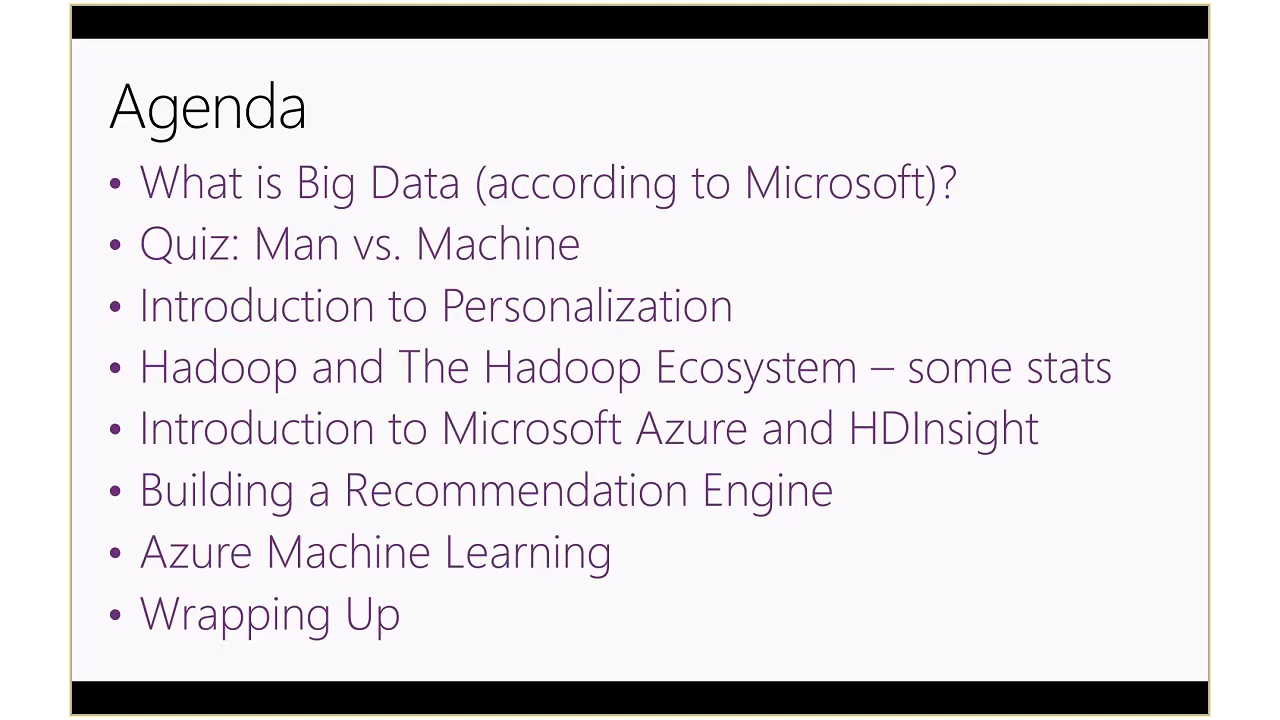 Agenda
• What is Big Data (according to Microsoft)?
• Quiz: Man vs. Machine
• Introduction to Personalization
• Hadoop and The Hadoop Ecosystem – some stats
• Introduction to Microsoft Azure and HDInsight
• Building a Recommendation Engine
• Azure Machine Learning
• Wrapping Up